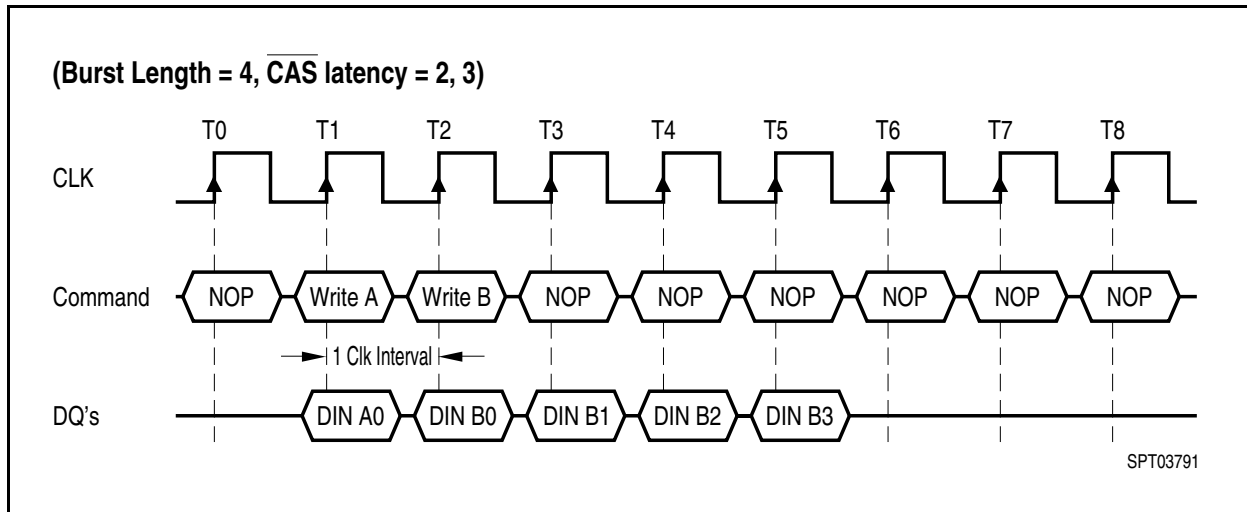 (Burst Length = 4, C̅A̅S̅ latency = 2, 3)
T0 T1 T2 T3 T4 T5 T6 T7 T8
CLK
Command NOP Write A Write B NOP NOP NOP NOP NOP NOP
1 Clk Interval
DQ's DIN A0 DIN B0 DIN B1 DIN B2 DIN B3
SPT03791